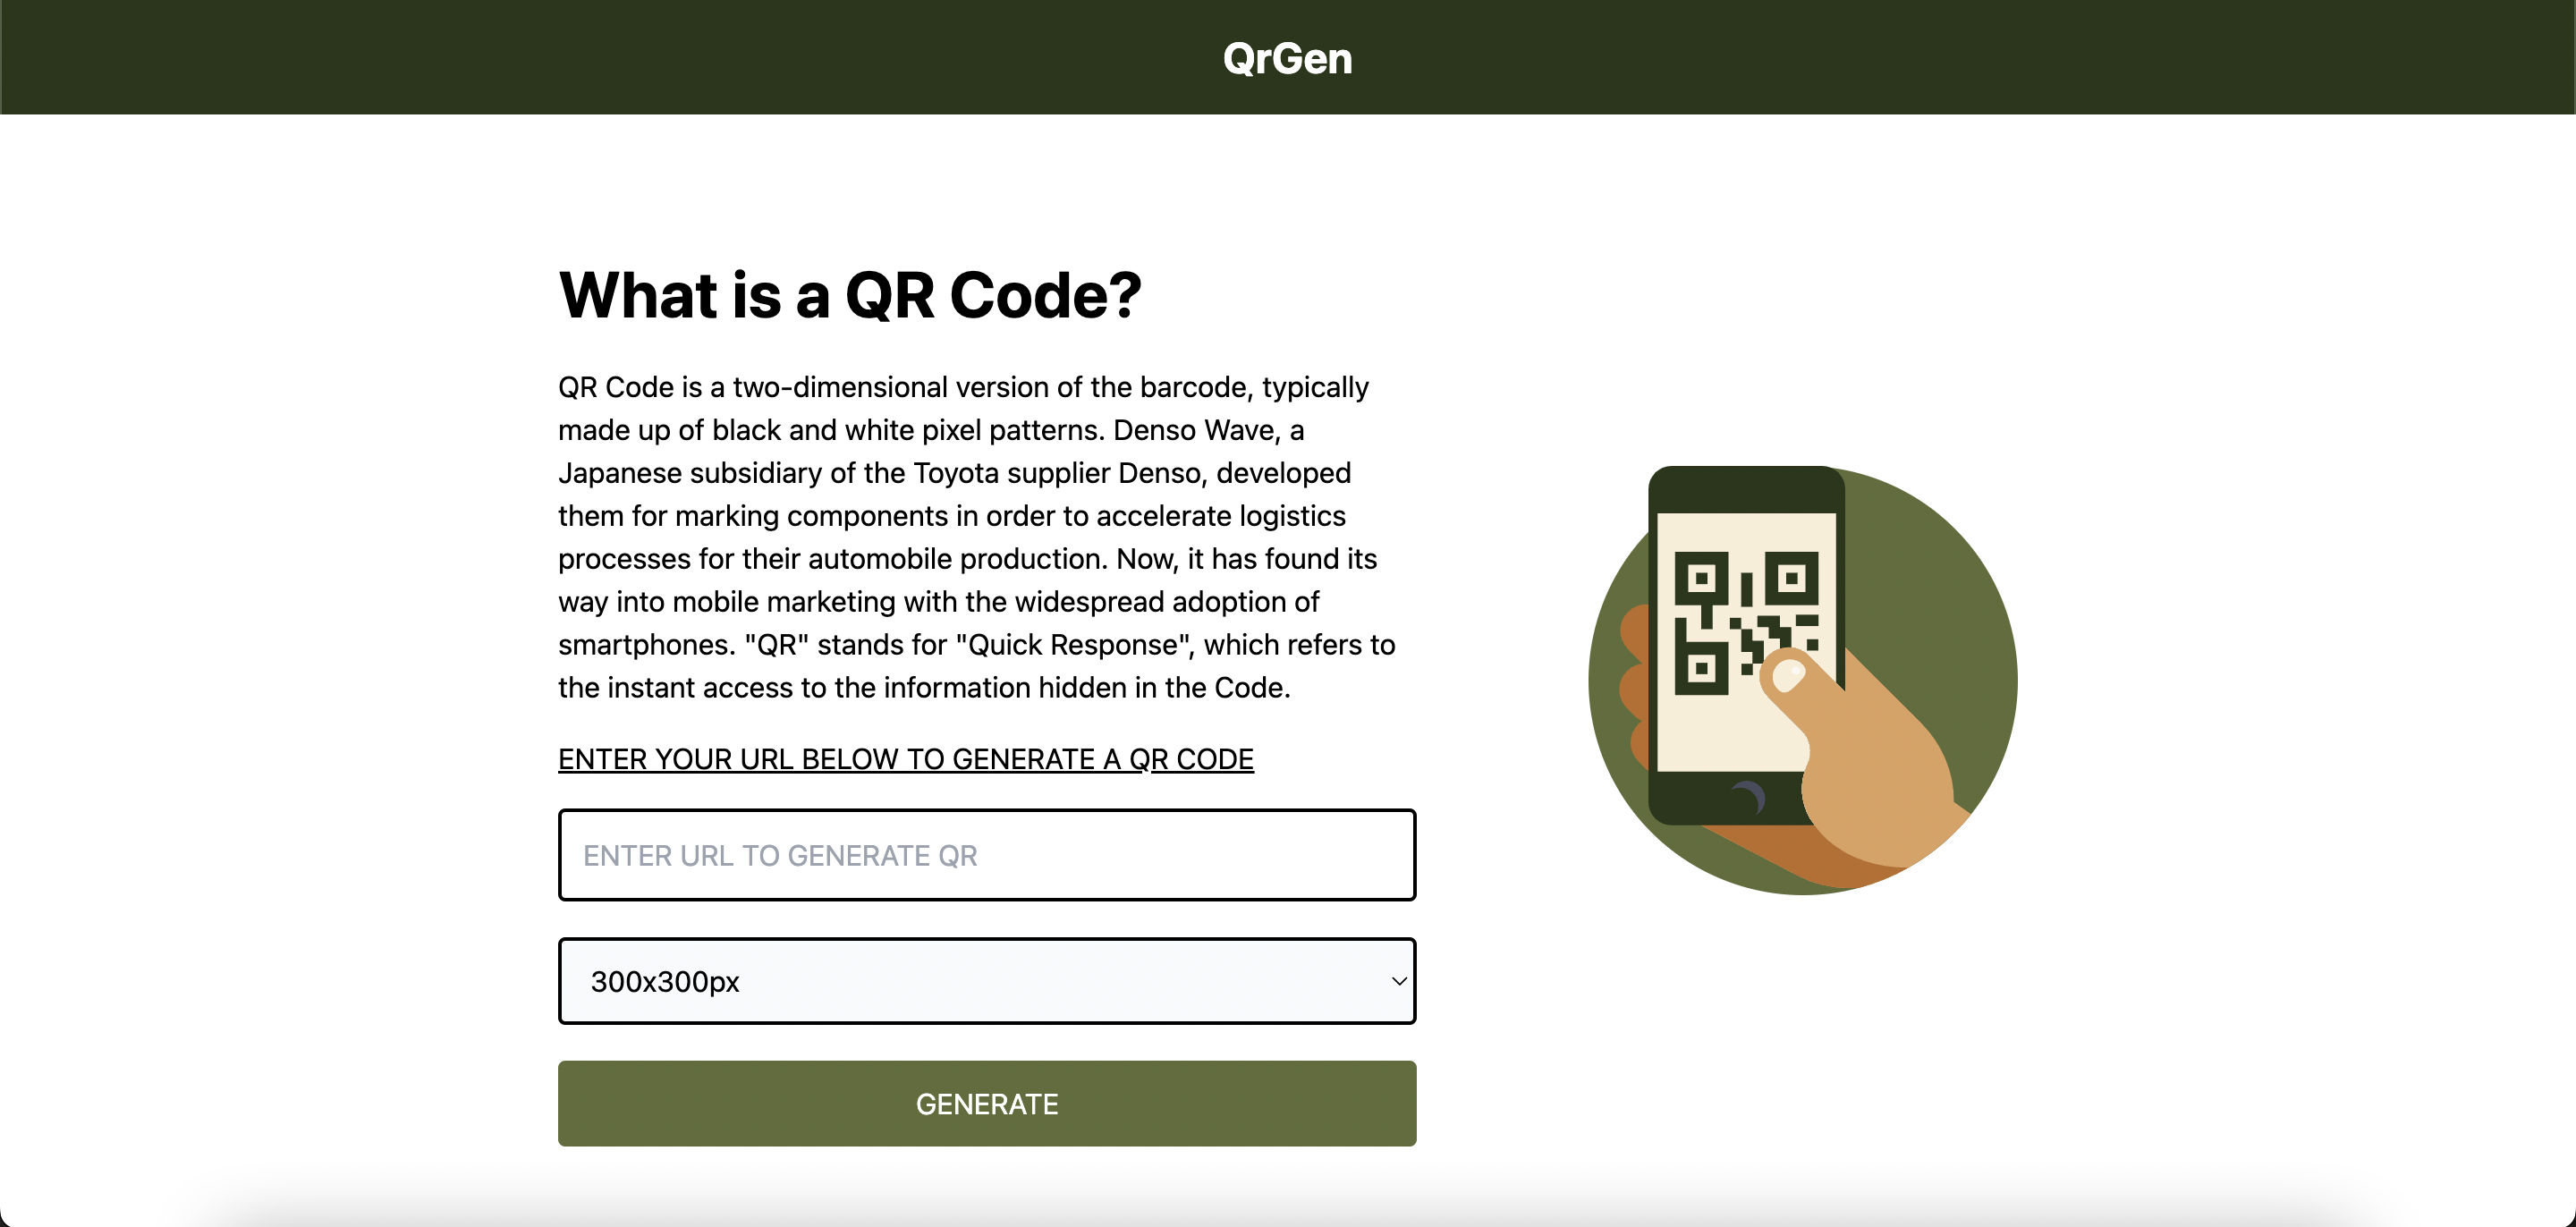 QrGen
What is a QR Code?
QR Code is a two-dimensional version of the barcode, typically
made up of black and white pixel patterns. Denso Wave, a
Japanese subsidiary of the Toyota supplier Denso, developed
them for marking components in order to accelerate logistics
processes for their automobile production. Now, it has found its
way into mobile marketing with the widespread adoption of
smartphones. "QR" stands for "Quick Response", which refers to
the instant access to the information hidden in the Code.
ENTER YOUR URL BELOW TO GENERATE A QR CODE
ENTER URL TO GENERATE QR
300x300px
GENERATE